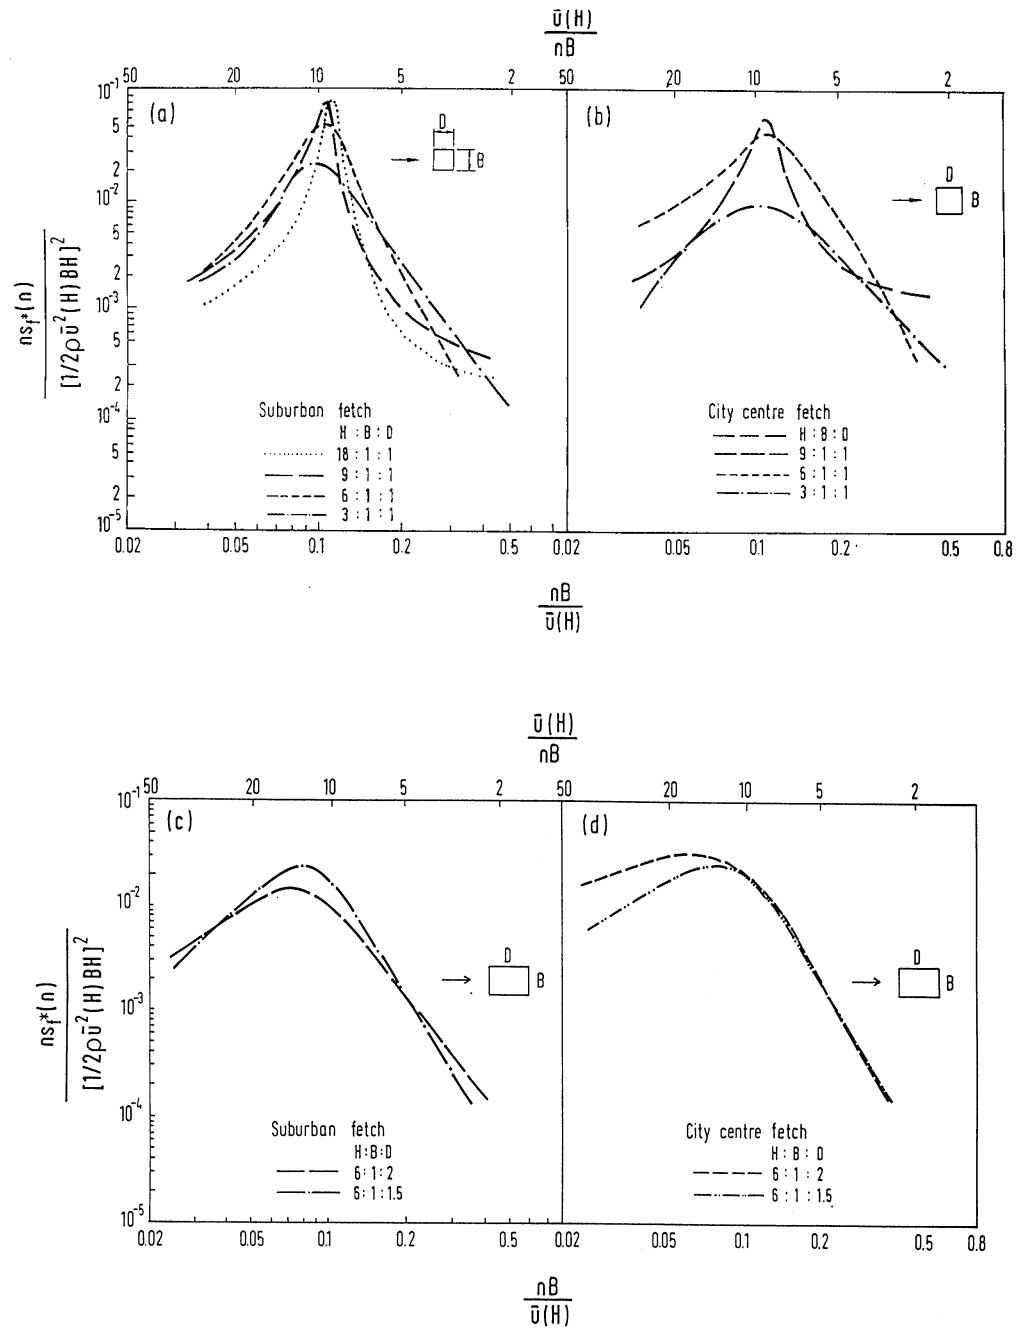 ū(H)
nB
50 20 10 5 2 50 20 10 5 2
10⁻¹
(a)
(b)
5
D
B
2
D
B
10⁻²
5
2
10⁻³
5
2
10⁻⁴
5
2
10⁻⁵
nsf*(n)
[1/2ρū²(H)BH]²
Suburban fetch
H : B : D
18 : 1 : 1
9 : 1 : 1
6 : 1 : 1
3 : 1 : 1
City centre fetch
H : B : D
9 : 1 : 1
6 : 1 : 1
3 : 1 : 1
0.02 0.05 0.1 0.2 0.5 0.02 0.05 0.1 0.2 0.5 0.8
nB
ū(H)
ū(H)
nB
50 20 10 5 2 50 20 10 5 2
10⁻¹
(c)
(d)
10⁻²
D
B
D
B
10⁻³
10⁻⁴
10⁻⁵
nsf*(n)
[1/2ρū²(H)BH]²
Suburban fetch
H:B:D
6 : 1 : 2
6 : 1 : 1.5
City centre fetch
H : B : D
6 : 1 : 2
6 : 1 : 1.5
0.02 0.05 0.1 0.2 0.5 0.02 0.05 0.1 0.2 0.5 0.8
nB
ū(H)